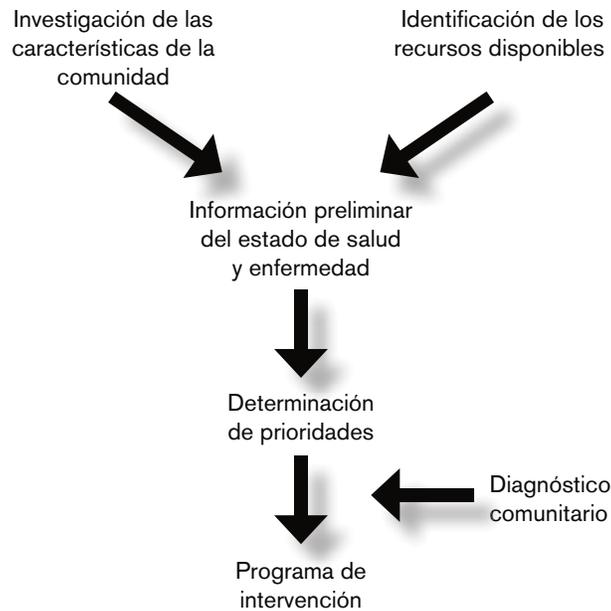 Investigación de las
características de la
comunidad
Identificación de los
recursos disponibles
Información preliminar
del estado de salud
y enfermedad
Determinación
de prioridades
Diagnóstico
comunitario
Programa de
intervención